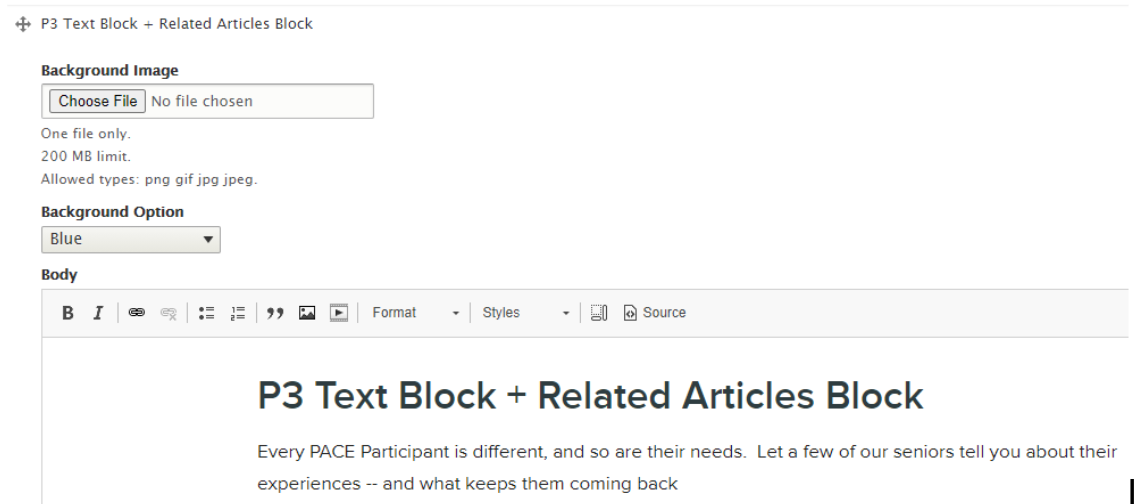 P3 Text Block + Related Articles Block
Background Image
Choose File No file chosen
One file only.
200 MB limit.
Allowed types: png gif jpg jpeg.
Background Option
Blue
Body
B I Format Styles Source
P3 Text Block + Related Articles Block
Every PACE Participant is different, and so are their needs.  Let a few of our seniors tell you about their
experiences -- and what keeps them coming back